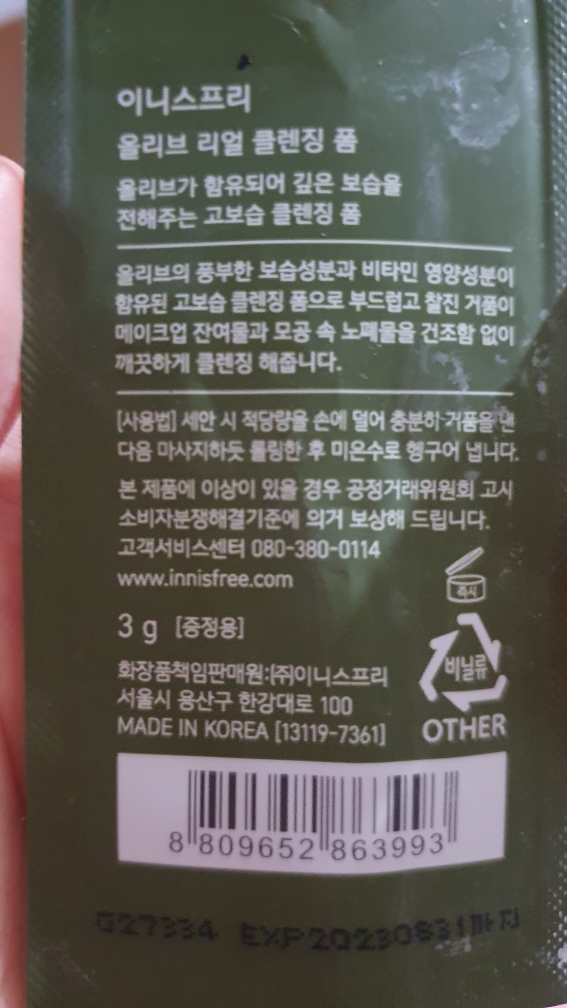 이니스프리
올리브 리얼 클렌징 폼
올리브가 함유되어 깊은 보습을
전해주는 고보습 클렌징 폼
올리브의 풍부한 보습성분과 비타민 영양성분이
함유된 고보습 클렌징 폼으로 부드럽고 찰진 거품이
메이크업 잔여물과 모공 속 노폐물을 건조함 없이
깨끗하게 클렌징 해줍니다.
[사용법] 세안 시 적당량을 손에 덜어 충분히 거품을 낸
다음 마사지하듯 롤링한 후 미온수로 헹구어 냅니다.
본 제품에 이상이 있을 경우 공정거래위원회 고시
소비자분쟁해결기준에 의거 보상해 드립니다.
고객서비스센터 080-380-0114
www.innisfree.com
즉시
3 g [증정용]
비닐류
화장품책임판매원:(주)이니스프리
서울시 용산구 한강대로 100
MADE IN KOREA [13119-7361]
OTHER
8 809652 863993
G27334 EXP20230831까지